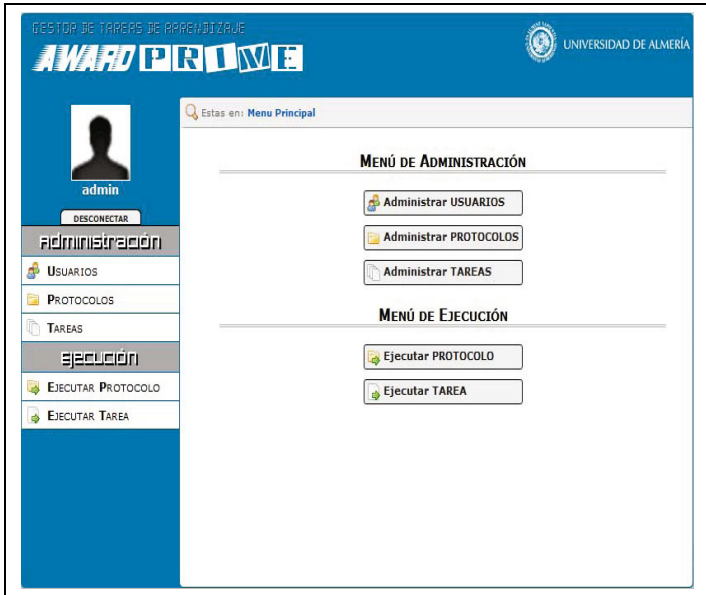 GESTOR DE TAREAS DE APRENDIZAJE
AWARD PRIME
UNIVERSIDAD DE ALMERÍA
Estas en: Menu Principal
admin
DESCONECTAR
Administración
USUARIOS
PROTOCOLOS
TAREAS
Ejecución
EJECUTAR PROTOCOLO
EJECUTAR TAREA
MENÚ DE ADMINISTRACIÓN
Administrar USUARIOS
Administrar PROTOCOLOS
Administrar TAREAS
MENÚ DE EJECUCIÓN
Ejecutar PROTOCOLO
Ejecutar TAREA